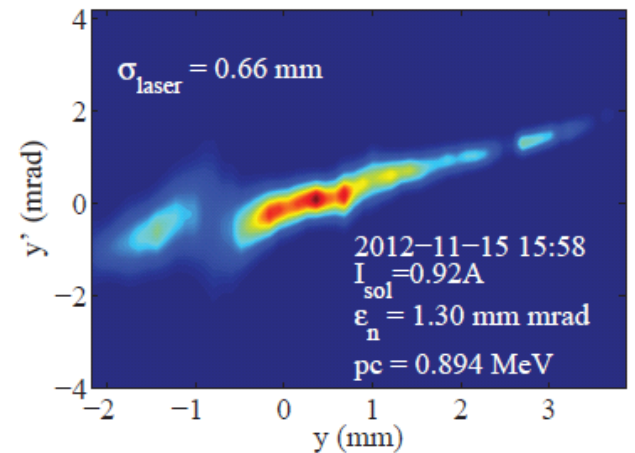 4
σlaser = 0.66 mm
2
y' (mrad)
0
2012−11−15 15:58
Isol=0.92A
−2
εn = 1.30 mm mrad
pc = 0.894 MeV
−4
−2 −1 0 1 2 3
y (mm)